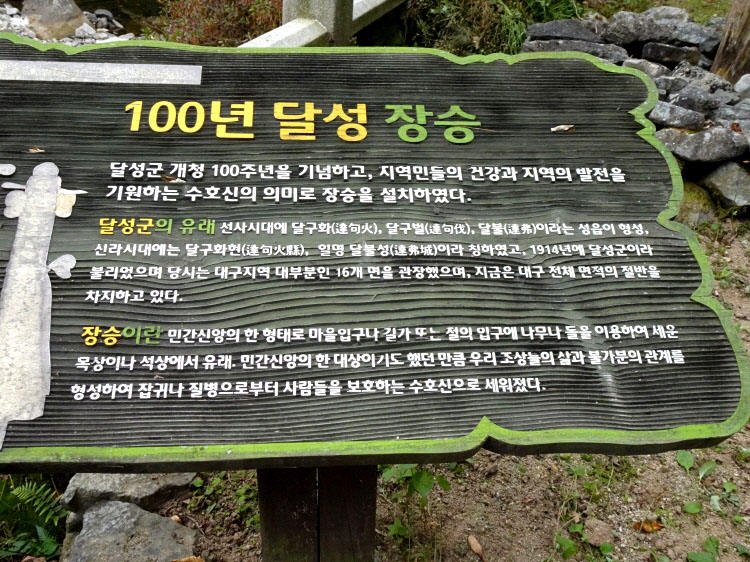 100년 달성 장승
달성군 개청 100주년을 기념하고, 지역민들의 건강과 지역의 발전을
기원하는 수호신의 의미로 장승을 설치하였다.
달성군의 유래 선사시대에 달구화(達句火), 달구벌(達句伐), 달불(達弗)이라는 성읍이 형성,
신라시대에는 달구화현(達句火縣), 일명 달불성(達弗城)이라 칭하였고, 1914년에 달성군이라
불리었으며 당시는 대구지역 대부분인 16개 면을 관장했으며, 지금은 대구 전체 면적의 절반을
차지하고 있다.
장승이란 민간신앙의 한 형태로 마을입구나 길가 또는 절의 입구에 나무나 돌을 이용하여 세운
목상이나 석상에서 유래. 민간신앙의 한 대상이기도 했던 만큼 우리 조상들의 삶과 불가분의 관계를
형성하여 잡귀나 질병으로부터 사람들을 보호하는 수호신으로 세워졌다.